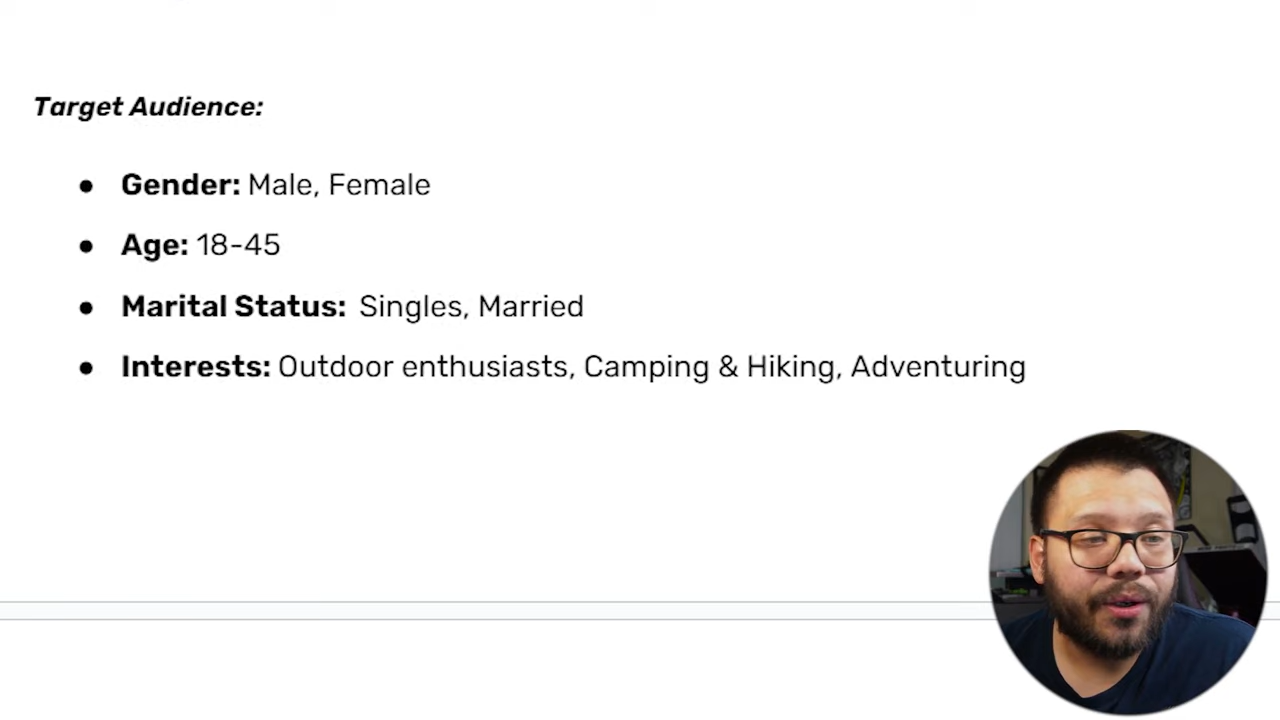 Target Audience:
● Gender: Male, Female
● Age: 18-45
● Marital Status: Singles, Married
● Interests: Outdoor enthusiasts, Camping & Hiking, Adventuring